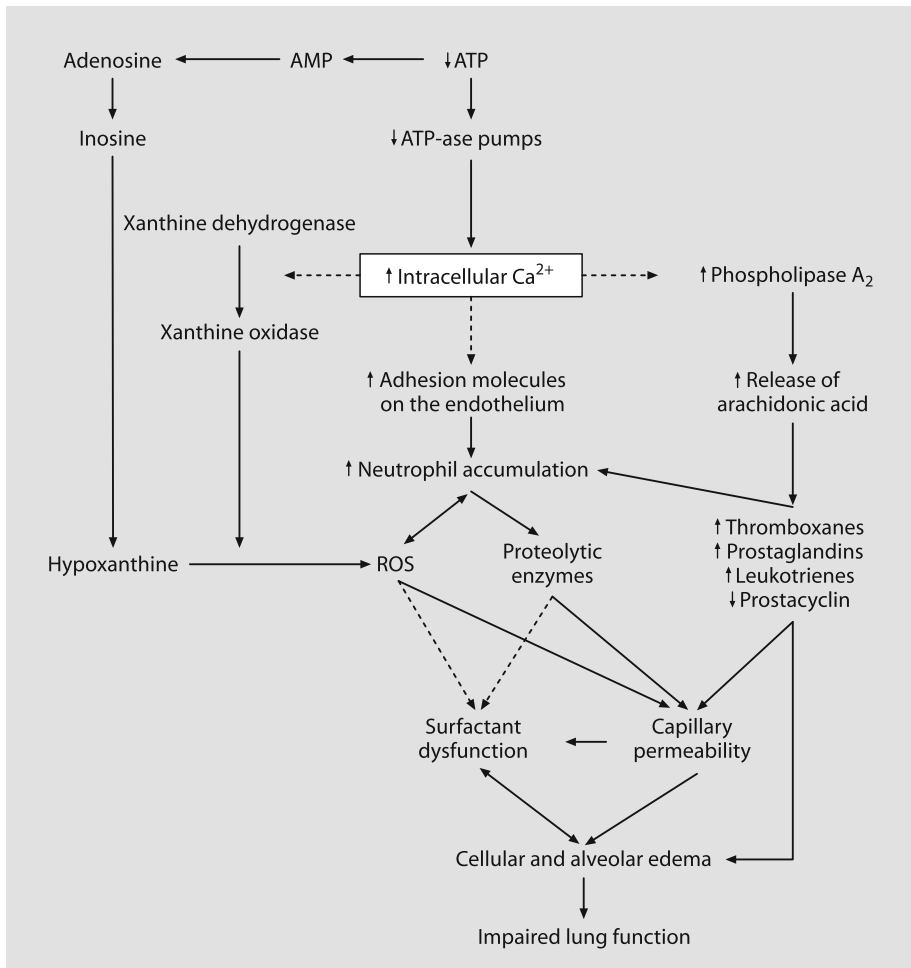 Adenosine
AMP
↓ATP
Inosine
↓ATP-ase pumps
Xanthine dehydrogenase
↑Intracellular Ca²⁺
↑Phospholipase A₂
Xanthine oxidase
↑Adhesion molecules
on the endothelium
↑Release of
arachidonic acid
↑Neutrophil accumulation
↑Thromboxanes
↑Prostaglandins
↑Leukotrienes
↓Prostacyclin
Hypoxanthine
ROS
Proteolytic
enzymes
Surfactant
dysfunction
Capillary
permeability
Cellular and alveolar edema
Impaired lung function